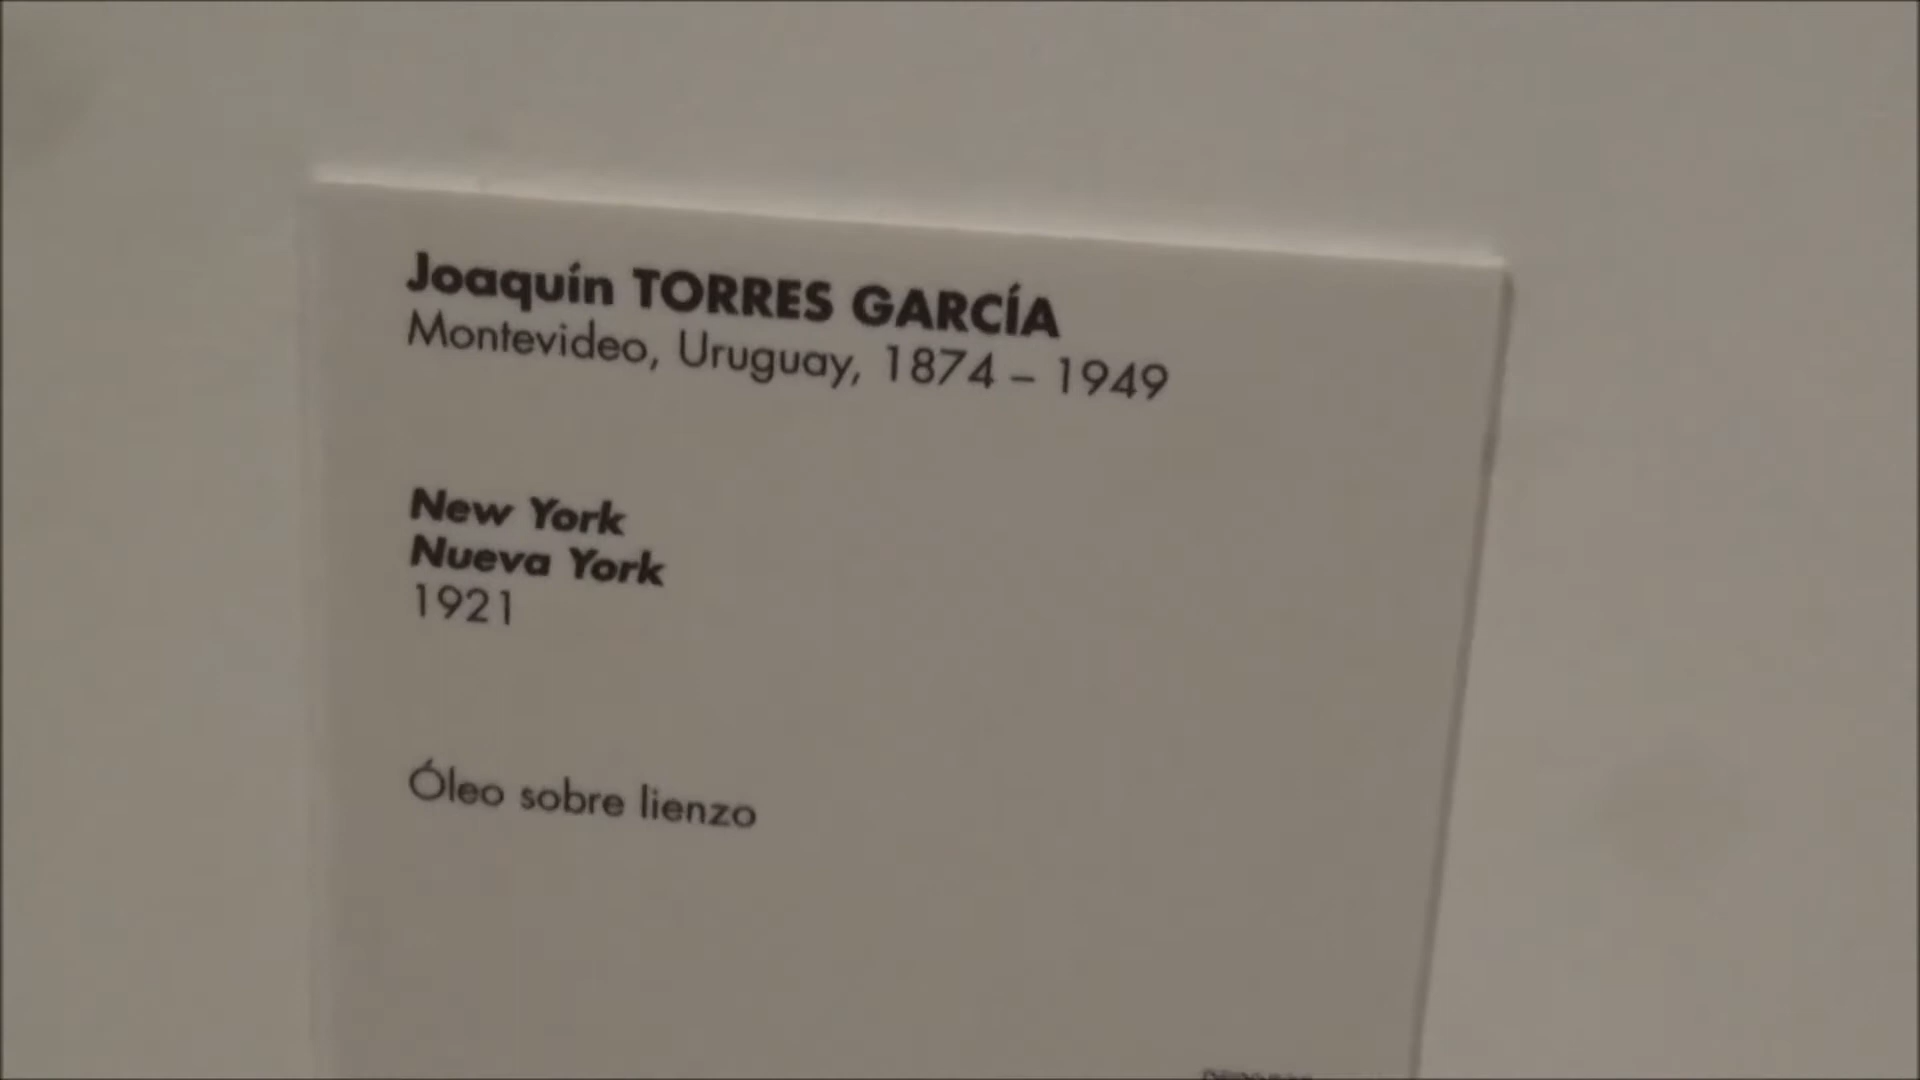 Joaquín TORRES GARCÍA
Montevideo, Uruguay, 1874 – 1949
New York
Nueva York
1921
Óleo sobre lienzo